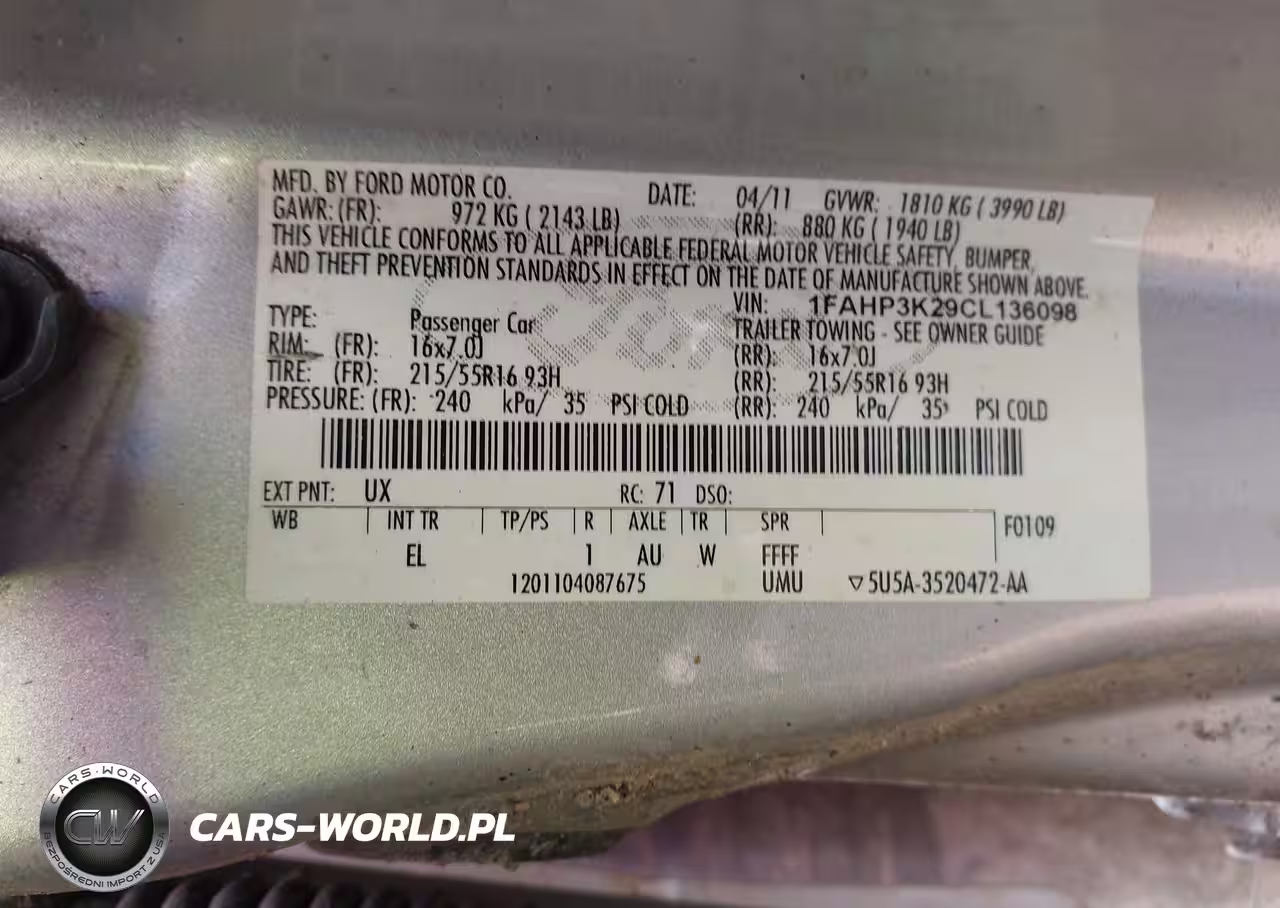 MFD. BY FORD MOTOR CO. DATE: 04/11 GVWR: 1810 KG ( 3990 LB)
GAWR: (FR): 972 KG ( 2143 LB) (RR): 880 KG ( 1940 LB)
THIS VEHICLE CONFORMS TO ALL APPLICABLE FEDERAL MOTOR VEHICLE SAFETY, BUMPER,
AND THEFT PREVENTION STANDARDS IN EFFECT ON THE DATE OF MANUFACTURE SHOWN ABOVE.
VIN: 1FAHP3K29CL136098
TYPE: Passenger Car TRAILER TOWING - SEE OWNER GUIDE
RIM: (FR): 16x7.0J (RR): 16x7.0J
TIRE: (FR): 215/55R16 93H (RR): 215/55R16 93H
PRESSURE: (FR): 240 kPa/ 35 PSI COLD (RR): 240 kPa/ 35 PSI COLD
EXT PNT: UX RC: 71 DSO:
WB INT TR TP/PS R AXLE TR SPR F0109
EL 1 AU W FFFF
1201104087675 UMU ▽5U5A-3520472-AA
CARS-WORLD
CW
BEZPOŚREDNI IMPORT Z USA
CARS-WORLD.PL